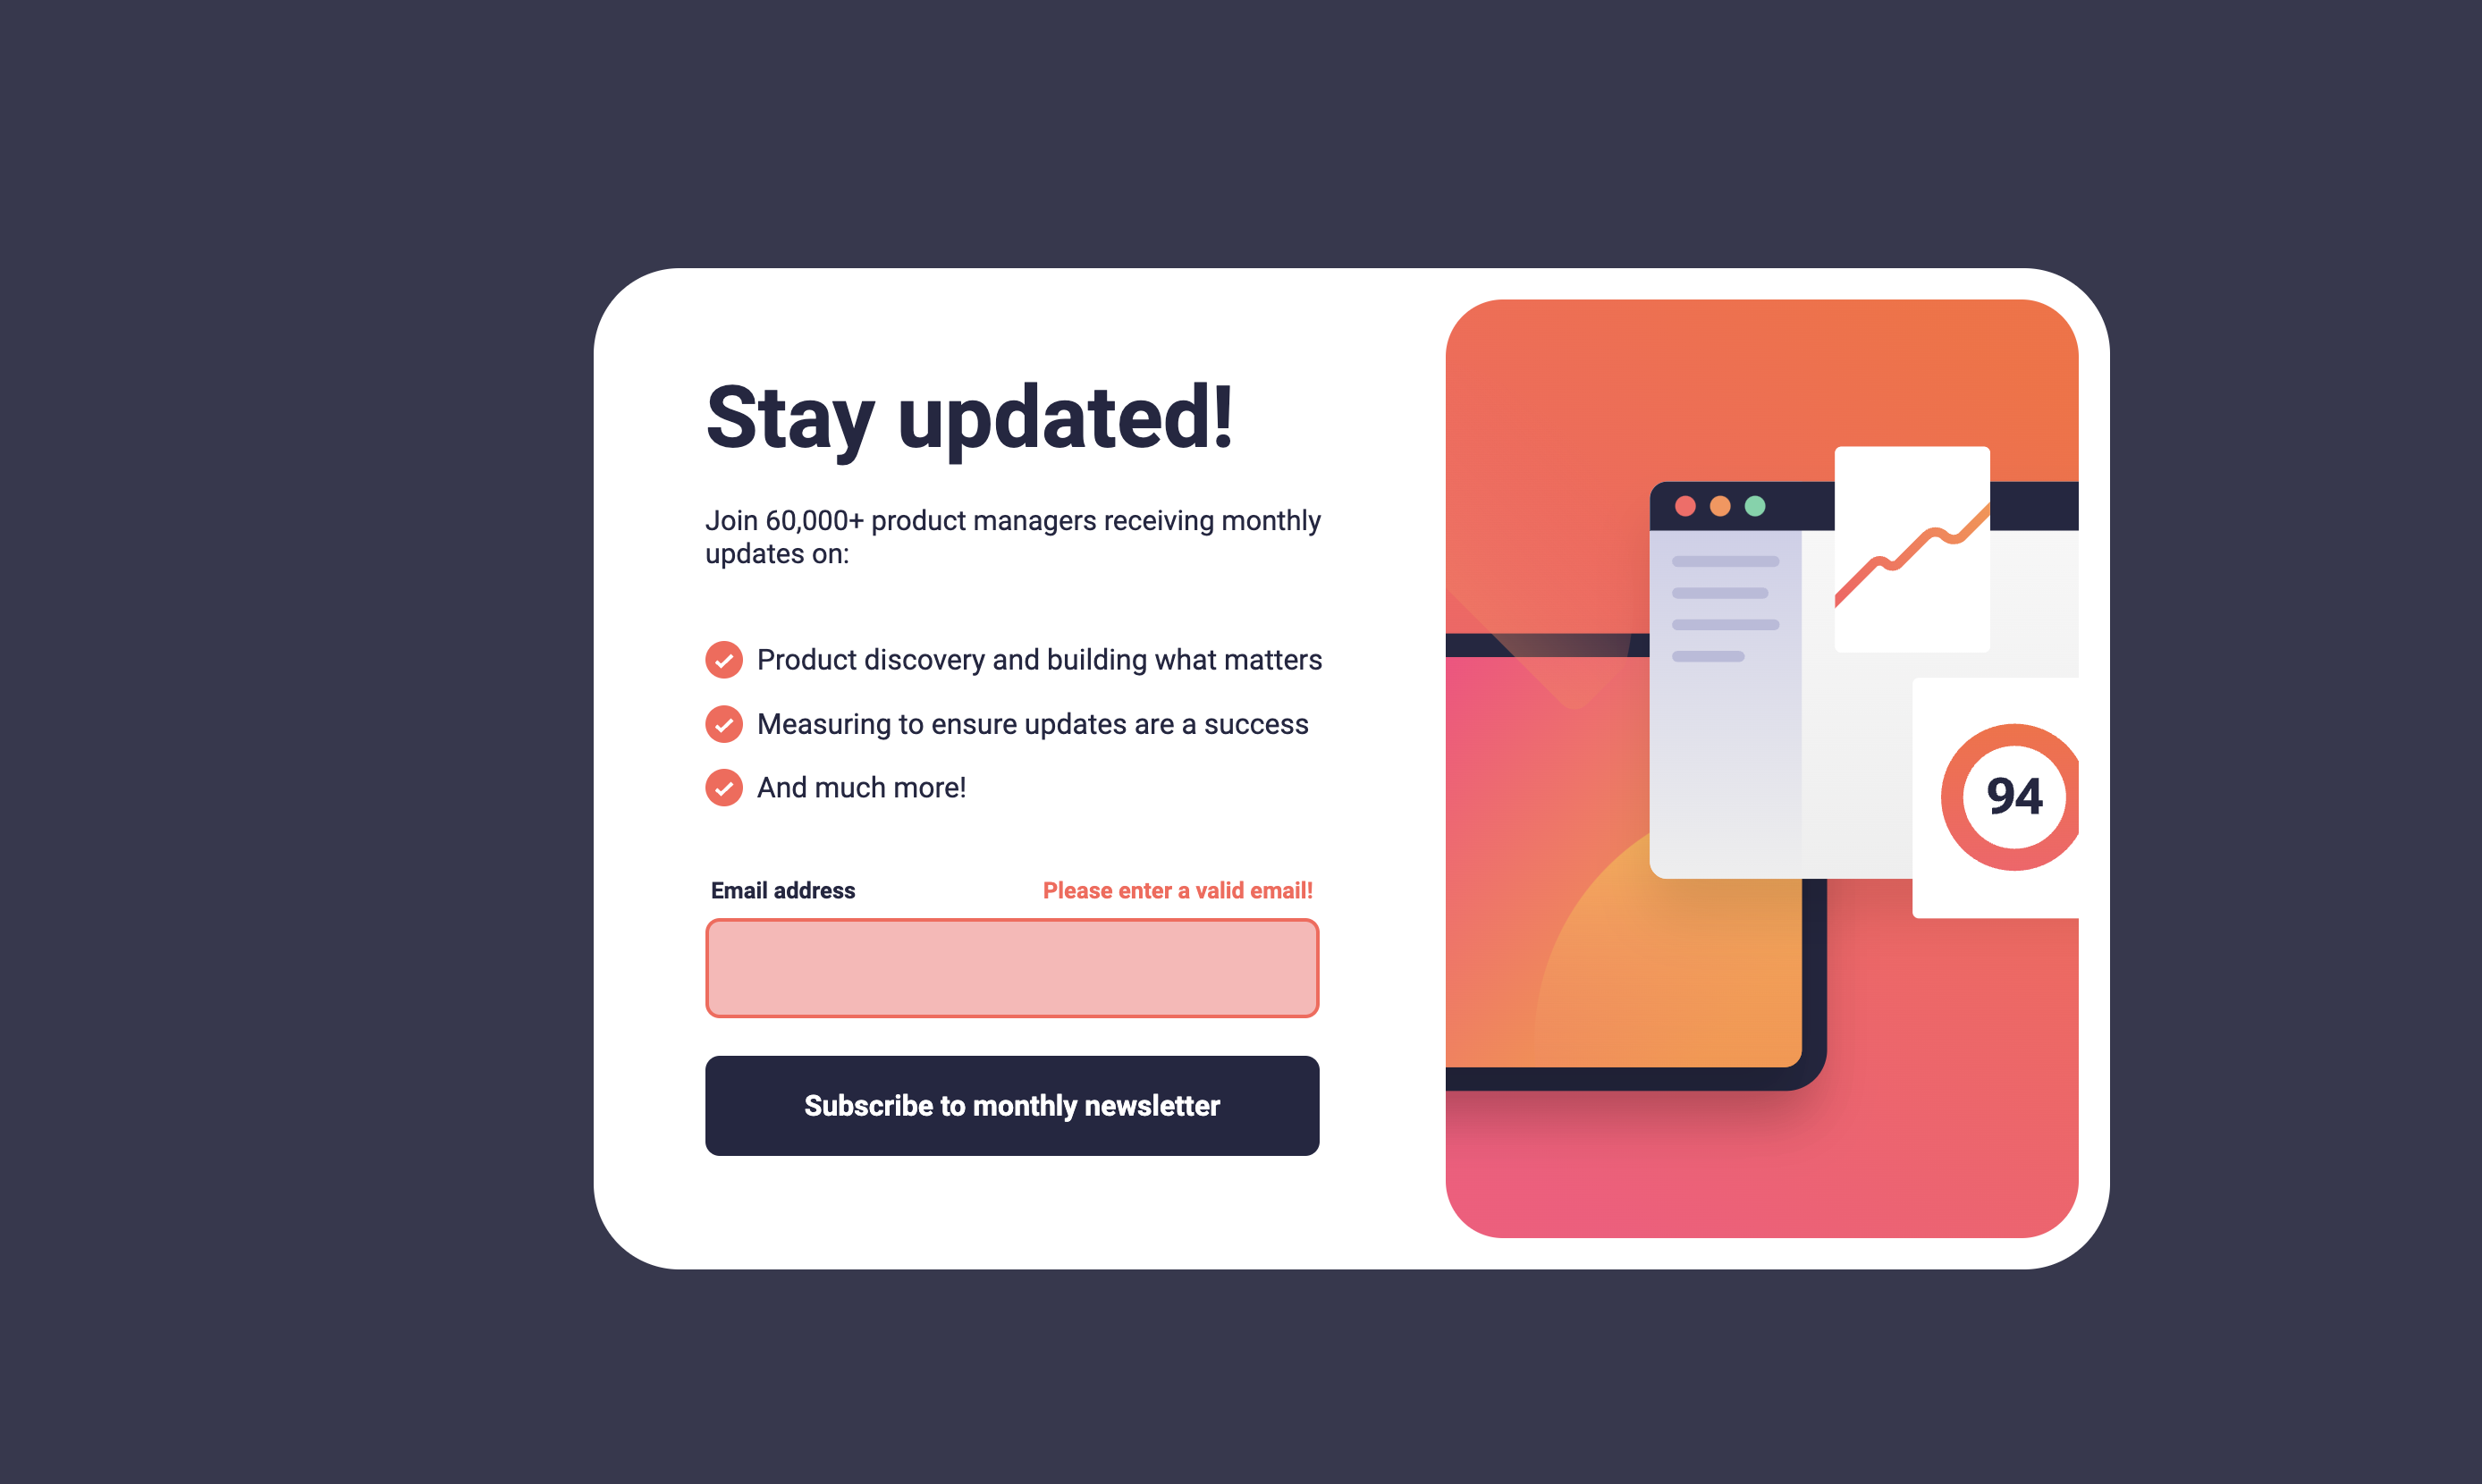 Stay updated!
Join 60,000+ product managers receiving monthly
updates on:
Product discovery and building what matters
Measuring to ensure updates are a success
And much more!
Email address
Please enter a valid email!
Subscribe to monthly newsletter
94